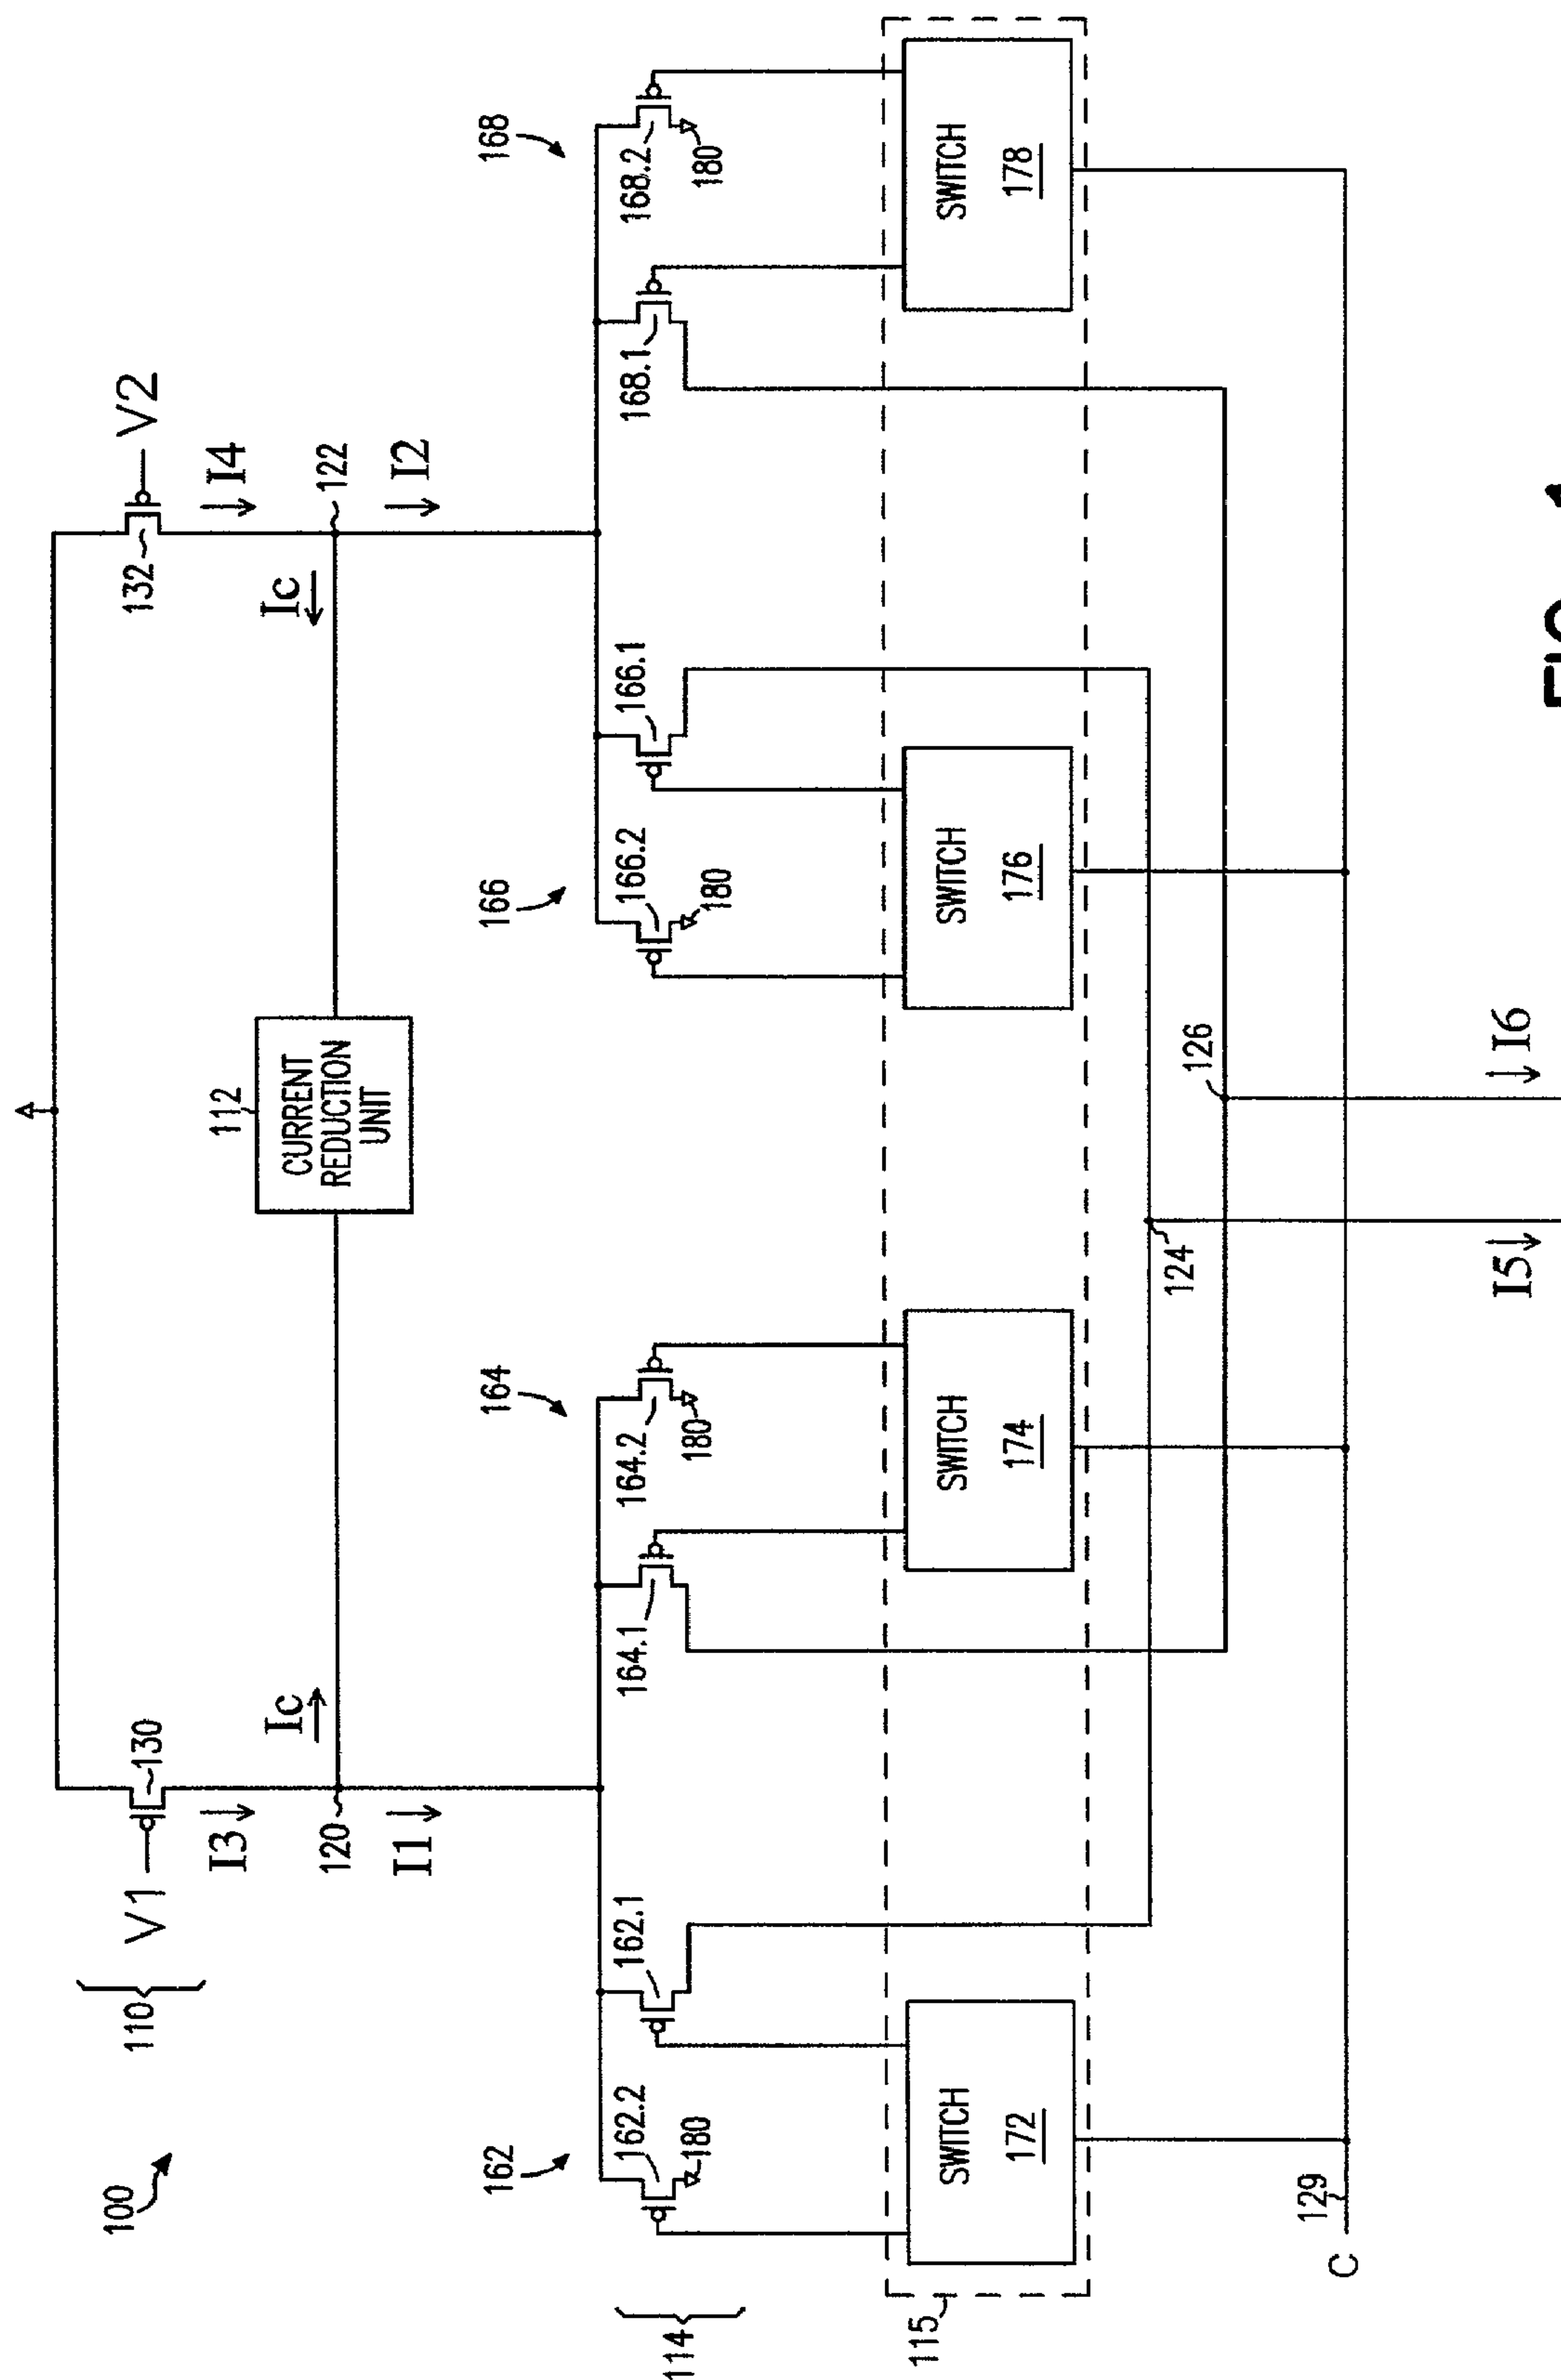 100
110
V1
130
132
V2
I3
I4
Ic
Ic
112
CURRENT
REDUCTION
UNIT
120
122
I1
I2
114
162
164
166
168
162.2
162.1
164.1
164.2
166.2
166.1
168.1
168.2
180
180
180
180
115
SWITCH
172
SWITCH
174
SWITCH
176
SWITCH
178
124
126
129
C
I5
I6